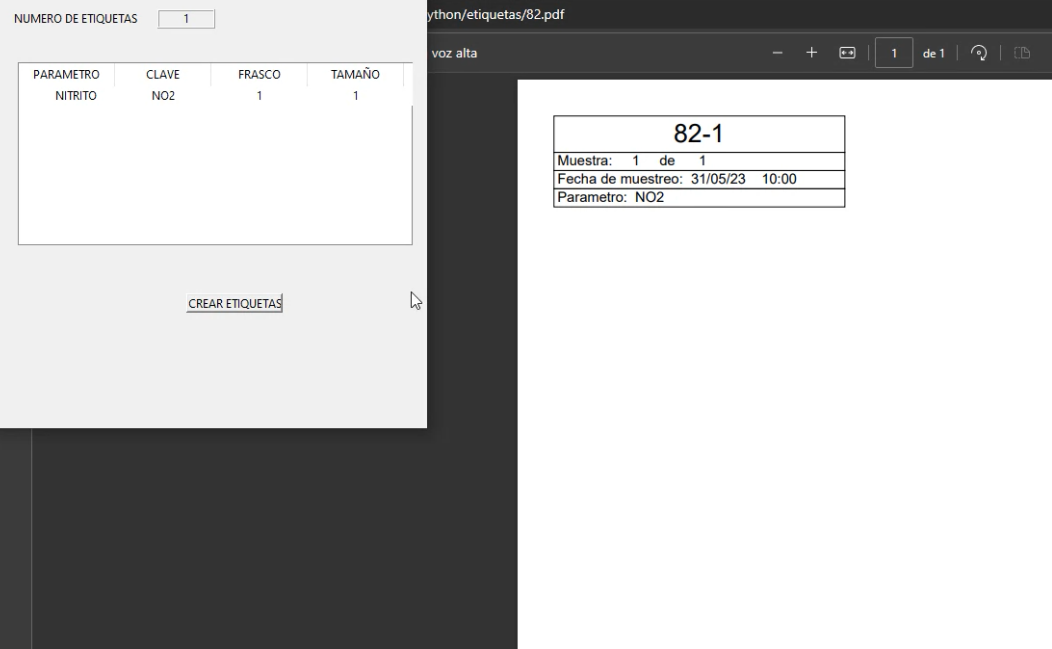 NUMERO DE ETIQUETAS 1
PARAMETRO CLAVE FRASCO TAMAÑO
NITRITO NO2 1 1
CREAR ETIQUETAS
ython/etiquetas/82.pdf
voz alta 1 de 1
82-1
Muestra: 1 de 1
Fecha de muestreo: 31/05/23 10:00
Parametro: NO2